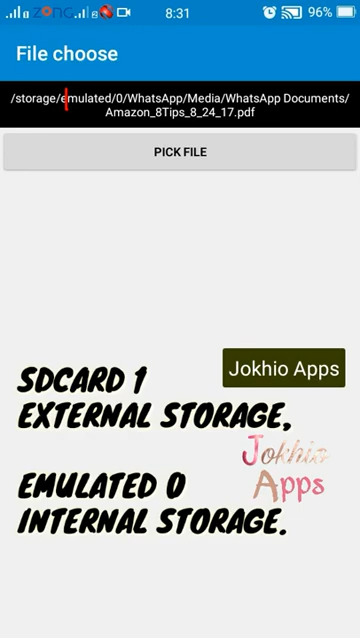 8:31
96%
File choose
/storage/emulated/0/WhatsApp/Media/WhatsApp Documents/
Amazon_8Tips_8_24_17.pdf
PICK FILE
Jokhio Apps
SDCARD 1
EXTERNAL STORAGE,
Jokhio
Apps
EMULATED 0
INTERNAL STORAGE.